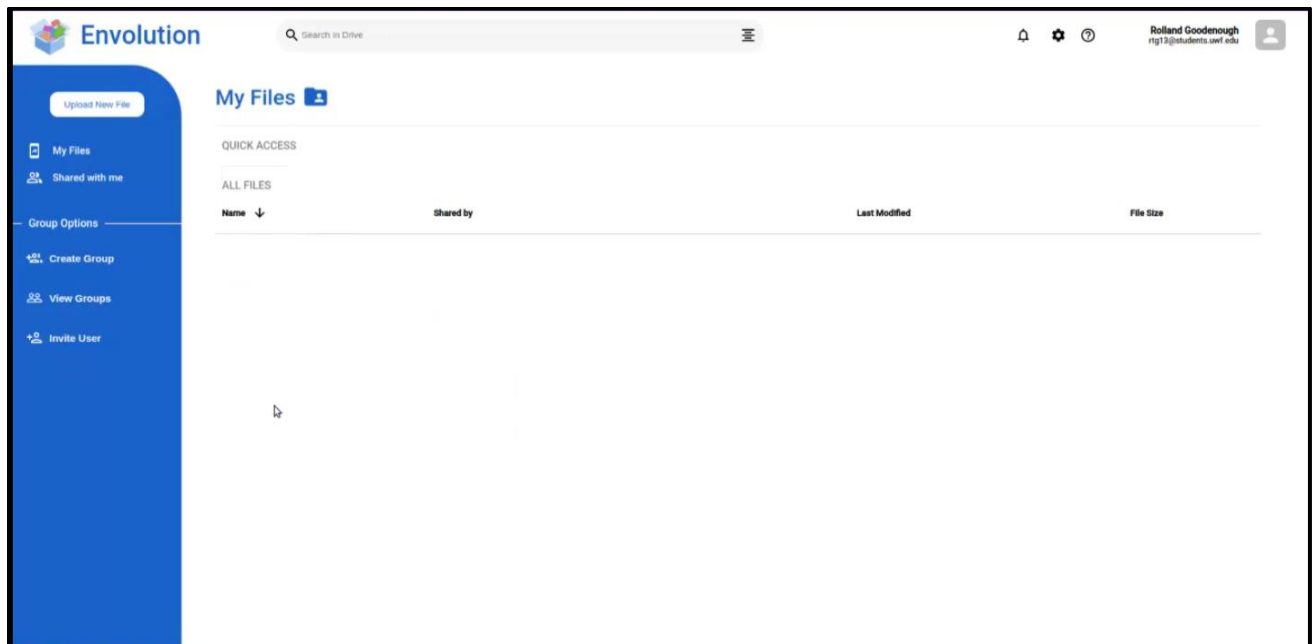 Envolution
Search in Drive
Rolland Goodenough
rtg13@students.uwf.edu
Upload New File
My Files
Shared with me
Group Options
Create Group
View Groups
Invite User
My Files
QUICK ACCESS
ALL FILES
Name Shared by Last Modified File Size